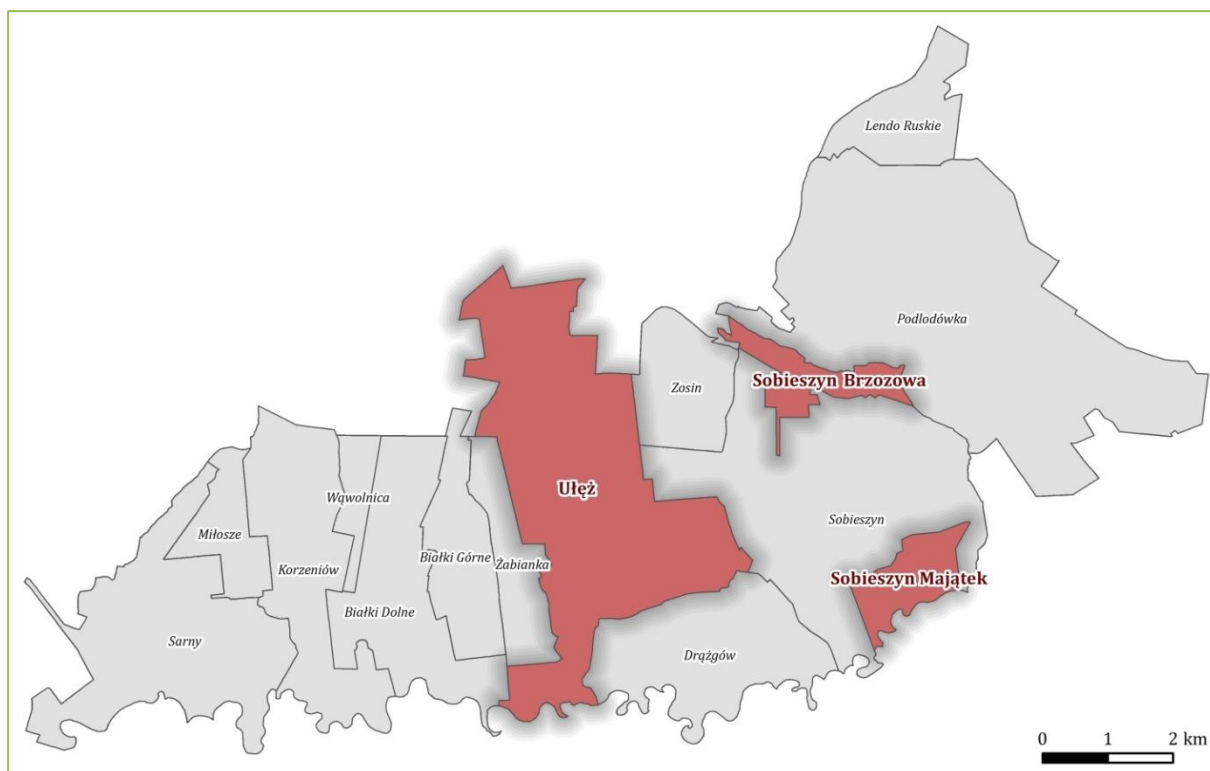 Lendo Ruskie
Podlodówka
Sobieszyn Brzozowa
Zosin
Ułęż
Wąwolnica
Sobieszyn
Miłosze
Białki Górne
Żabianka
Korzeniów
Sobieszyn Majątek
Białki Dolne
Sarny
Drążgów
0 1 2 km